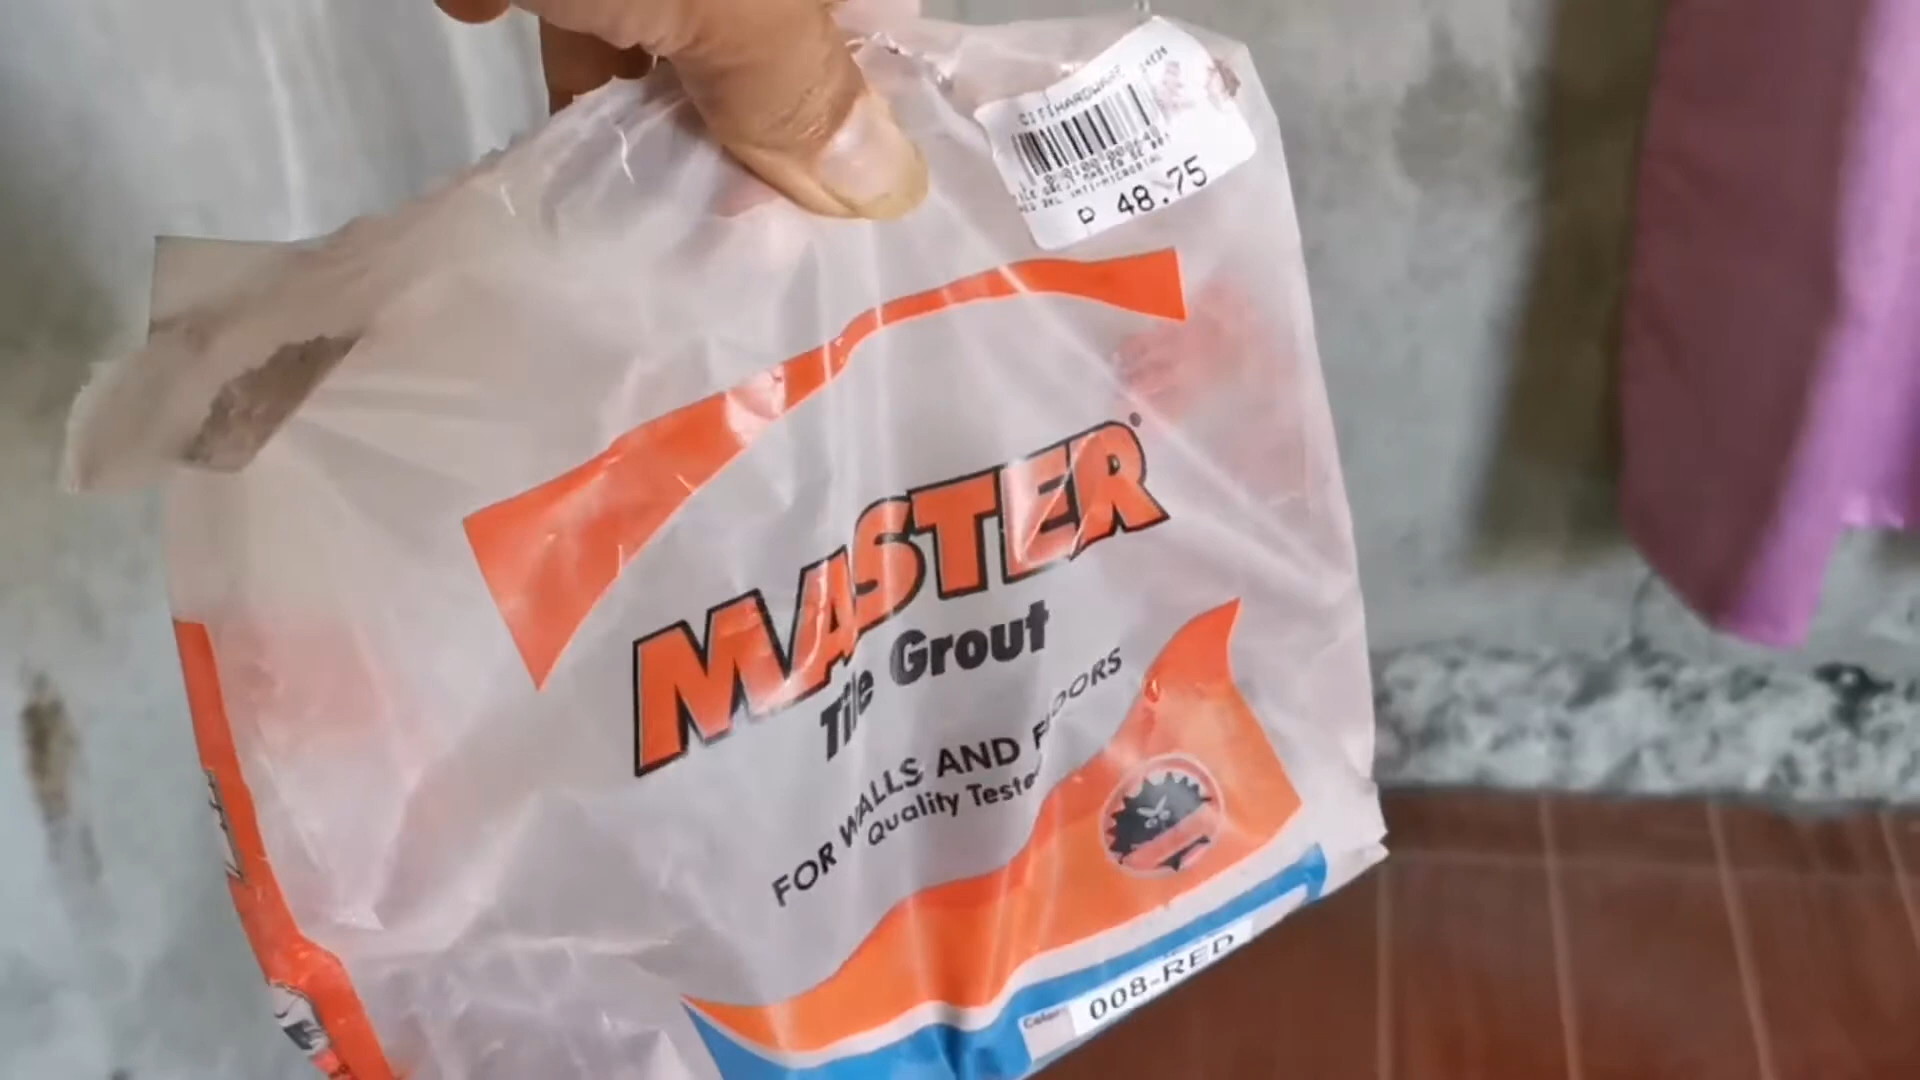 CITIHARDWARE
48.75
MASTER®
Tile Grout
FOR WALLS AND FLOORS
Quality Tested
Color:
008-RED